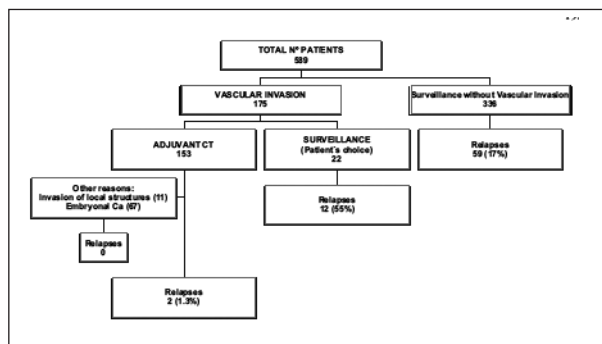 TOTAL Nº PATIENTS
589
VASCULAR INVASION
175
Surveillance without Vascular Invasion
336
ADJUVANT CT
153
SURVEILLANCE
(Patient´s choice)
22
Relapses
59 (17%)
Other reasons:
Invasion of local structures (11)
Embryonal Ca (67)
Relapses
12 (55%)
Relapses
0
Relapses
2 (1.3%)